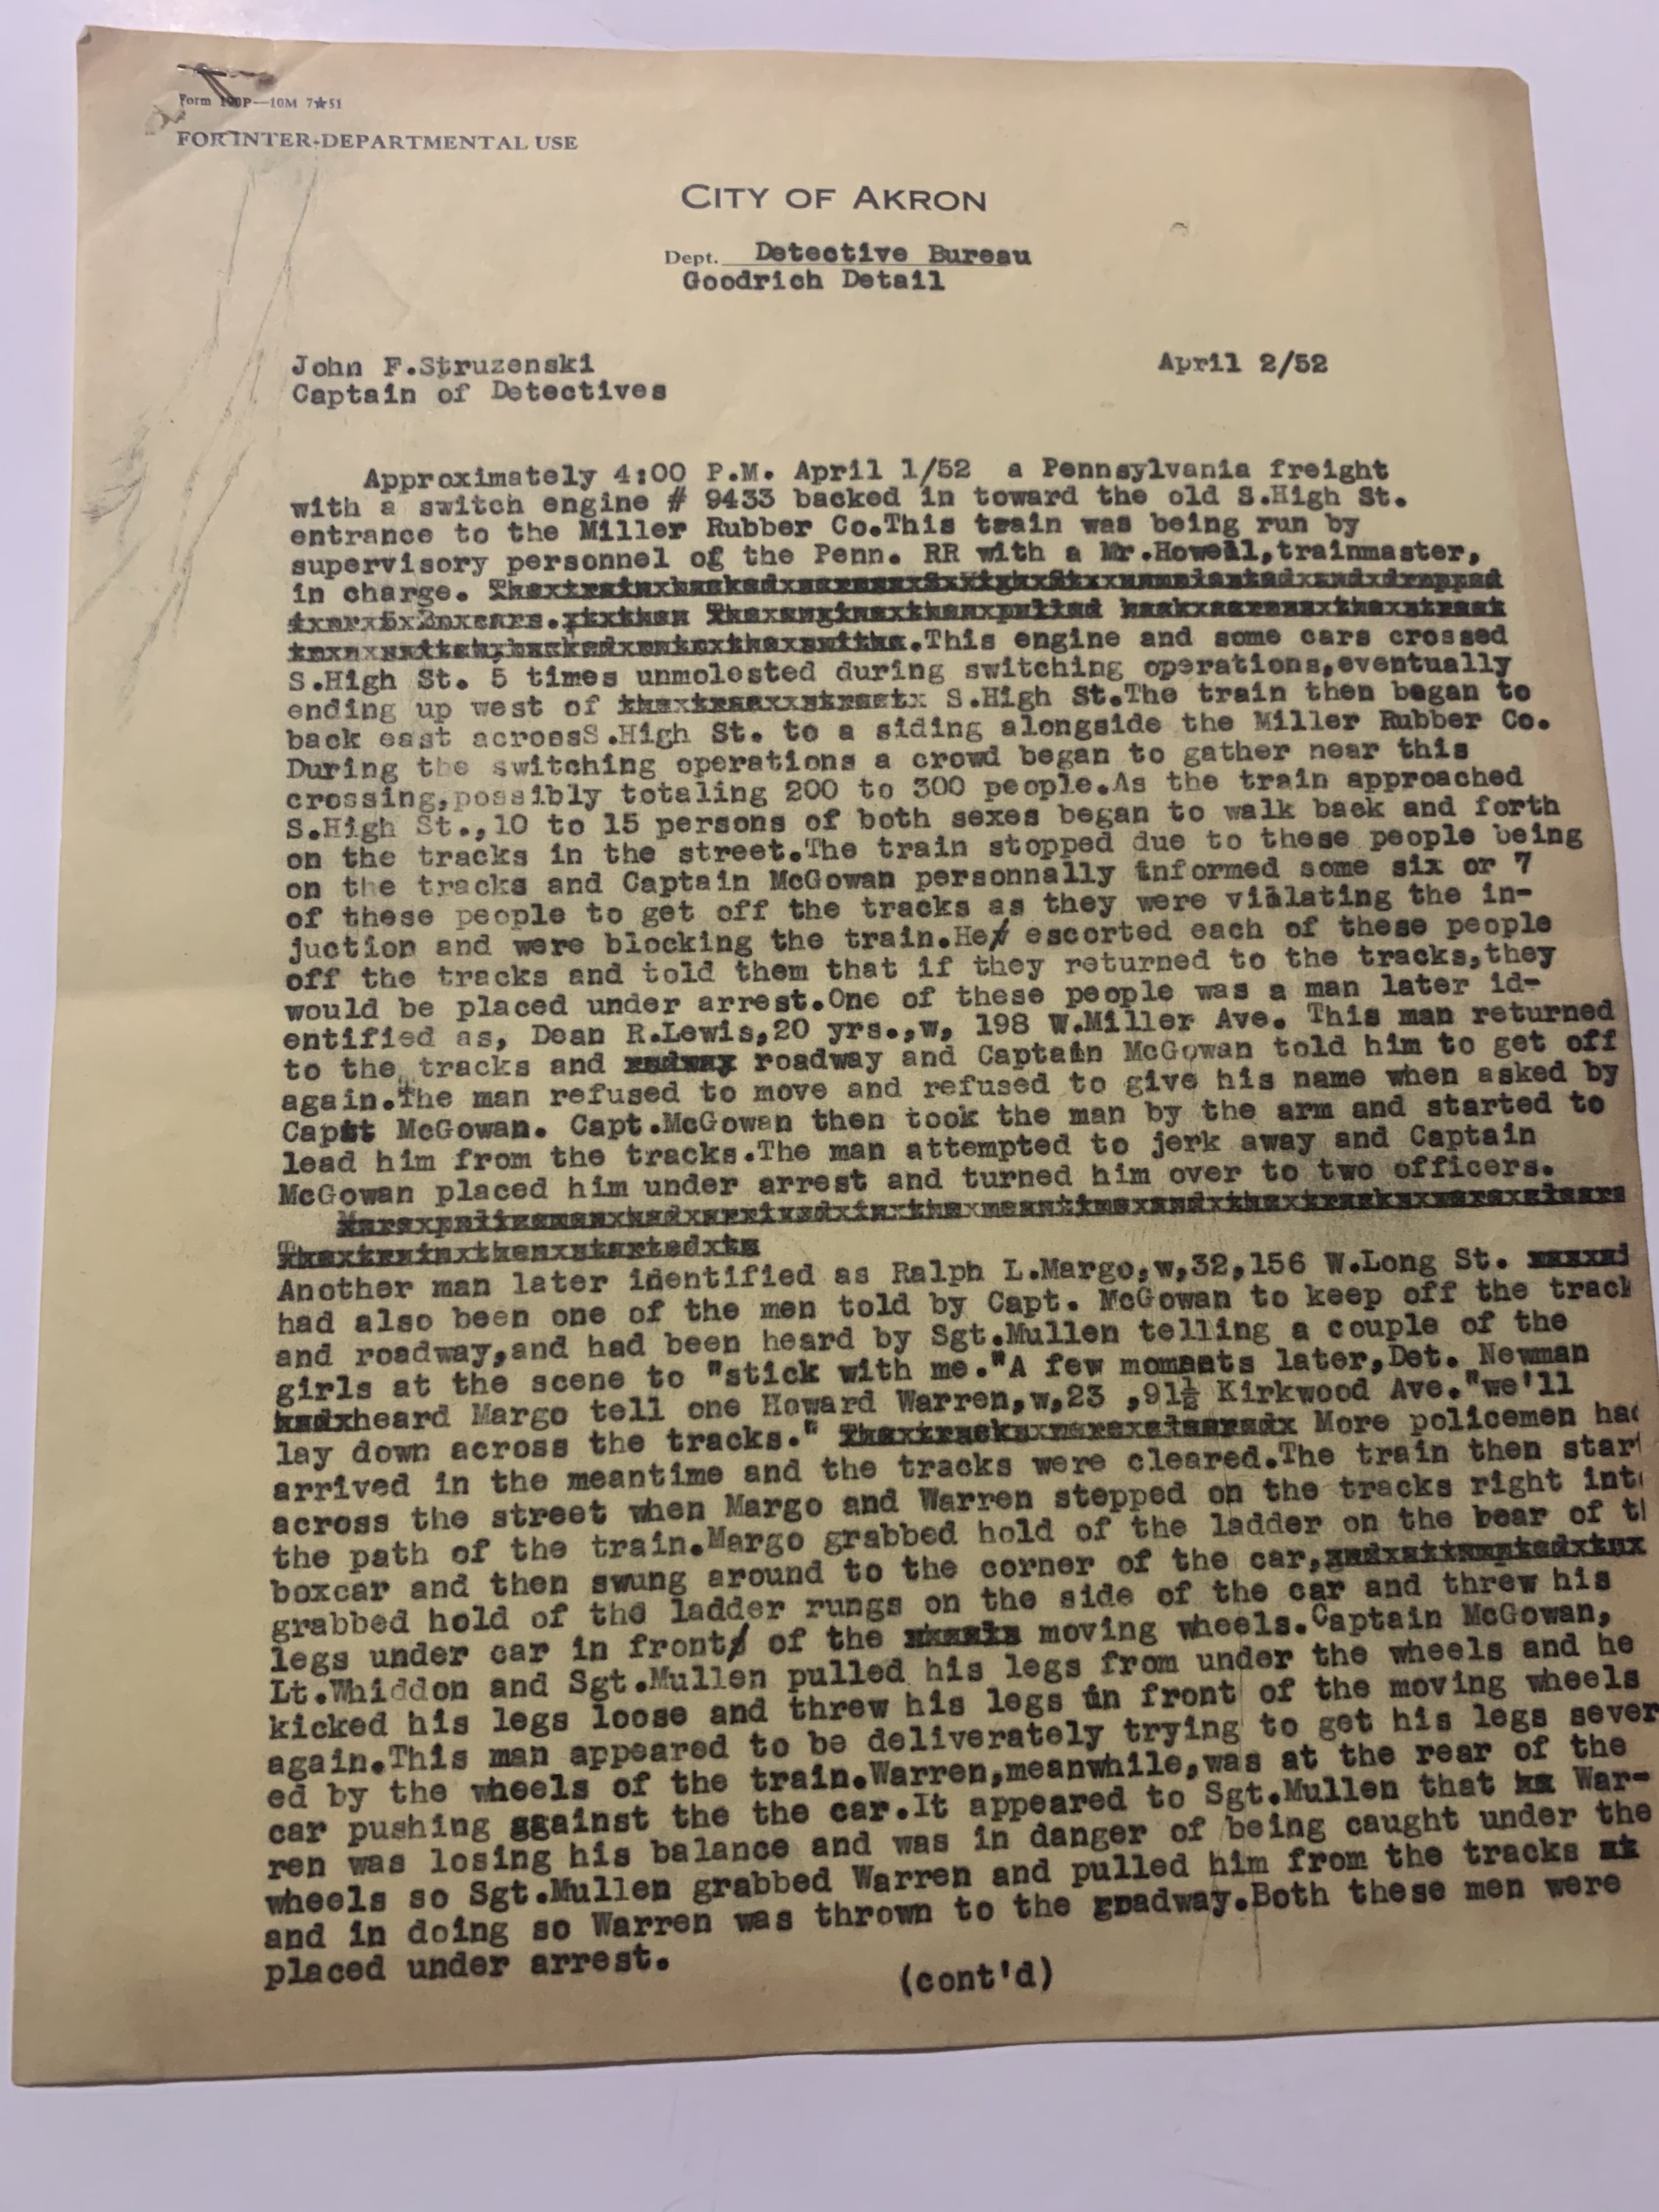 Form 100P—10M 7★51
FOR INTER-DEPARTMENTAL USE
CITY OF AKRON
Dept. Detective Bureau
Goodrich Detail
John F.Struzenski
April 2/52
Captain of Detectives
Approximately 4:00 P.M. April 1/52 a Pennsylvania freight
with a switch engine # 9433 backed in toward the old S.High St.
entrance to the Miller Rubber Co.This train was being run by
supervisory personnel of the Penn. RR with a Mr.Howell,trainmaster,
in charge.
.This engine and some cars crossed
S.High St. 5 times unmolested during switching operations,eventually
ending up west of S.High St.The train then began to
back east acrossS.High St. to a siding alongside the Miller Rubber Co.
During the switching operations a crowd began to gather near this
crossing,possibly totaling 200 to 300 people.As the train approached
S.High St.,10 to 15 persons of both sexes began to walk back and forth
on the tracks in the street.The train stopped due to these people being
on the tracks and Captain McGowan personnally informed some six or 7
of these people to get off the tracks as they were violating the in-
juction and were blocking the train.He escorted each of these people
off the tracks and told them that if they returned to the tracks,they
would be placed under arrest.One of these people was a man later id-
entified as, Dean R.Lewis,20 yrs.,w, 198 W.Miller Ave. This man returned
to the tracks and roadway and Captain McGowan told him to get off
again.The man refused to move and refused to give his name when asked by
Capt McGowan. Capt.McGowan then took the man by the arm and started to
lead him from the tracks.The man attempted to jerk away and Captain
McGowan placed him under arrest and turned him over to two officers.
Another man later identified as Ralph L.Margo,w,32,156 W.Long St.
had also been one of the men told by Capt. McGowan to keep off the track
and roadway,and had been heard by Sgt.Mullen telling a couple of the
girls at the scene to "stick with me."A few moments later,Det. Newman
heard Margo tell one Howard Warren,w,23 ,91½ Kirkwood Ave."we'll
lay down across the tracks." More policemen had
arrived in the meantime and the tracks were cleared.The train then start
across the street when Margo and Warren stepped on the tracks right into
the path of the train.Margo grabbed hold of the ladder on the rear of th
boxcar and then swung around to the corner of the car,
grabbed hold of the ladder rungs on the side of the car and threw his
legs under car in front of the moving wheels.Captain McGowan,
Lt.Whiddon and Sgt.Mullen pulled his legs from under the wheels and he
kicked his legs loose and threw his legs in front of the moving wheels
again.This man appeared to be deliverately trying to get his legs sever
ed by the wheels of the train.Warren,meanwhile,was at the rear of the
car pushing against the the car.It appeared to Sgt.Mullen that War-
ren was losing his balance and was in danger of being caught under the
wheels so Sgt.Mullen grabbed Warren and pulled him from the tracks
and in doing so Warren was thrown to the roadway.Both these men were
placed under arrest.
(cont'd)